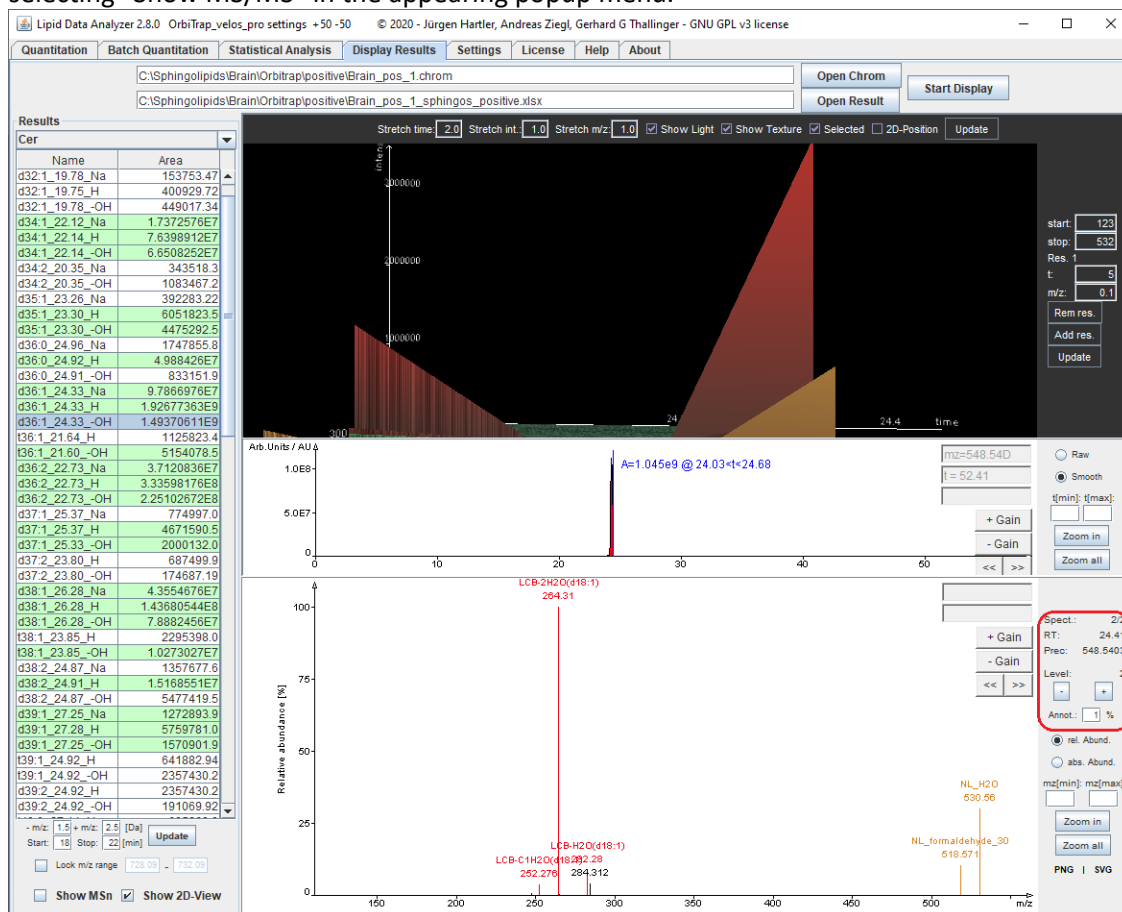 selecting "Show MS/MS" in the appearing popup menu.
Lipid Data Analyzer 2.8.0 OrbiTrap_velos_pro settings +50 -50 © 2020 - Jürgen Hartler, Andreas Ziegl, Gerhard G Thallinger - GNU GPL v3 license
Quantitation Batch Quantitation Statistical Analysis Display Results Settings License Help About
C:\Sphingolipids\Brain\Orbitrap\positive\Brain_pos_1.chrom Open Chrom
Start Display
C:\Sphingolipids\Brain\Orbitrap\positive\Brain_pos_1_sphingos_positive.xlsx Open Result
Results
Cer
Name Area
d32:1_19.78_Na 153753.47
d32:1_19.75_H 400929.72
d32:1_19.78_-OH 449017.34
d34:1_22.12_Na 1.7372576E7
d34:1_22.14_H 7.6398912E7
d34:1_22.14_-OH 6.6508252E7
d34:2_20.35_Na 343518.3
d34:2_20.35_-OH 1083467.2
d35:1_23.26_Na 392283.22
d35:1_23.30_H 6051823.5
d35:1_23.30_-OH 4475292.5
d36:0_24.96_Na 1747855.8
d36:0_24.92_H 4.988426E7
d36:0_24.91_-OH 833151.9
d36:1_24.33_Na 9.7866976E7
d36:1_24.33_H 1.92677363E9
d36:1_24.33_-OH 1.49370611E9
t36:1_21.64_H 1125823.4
t36:1_21.60_-OH 5154078.5
d36:2_22.73_Na 3.7120836E7
d36:2_22.73_H 3.33598176E8
d36:2_22.73_-OH 2.25102672E8
d37:1_25.37_Na 774997.0
d37:1_25.37_H 4671590.5
d37:1_25.33_-OH 2000132.0
d37:2_23.80_H 687499.9
d37:2_23.80_-OH 174687.19
d38:1_26.28_Na 4.3554676E7
d38:1_26.28_H 1.43680544E8
d38:1_26.28_-OH 7.8882456E7
t38:1_23.85_H 2295398.0
t38:1_23.85_-OH 1.0273027E7
d38:2_24.87_Na 1357677.6
d38:2_24.91_H 1.5168551E7
d38:2_24.87_-OH 5477419.5
d39:1_27.25_Na 1272893.9
d39:1_27.28_H 5759781.0
d39:1_27.25_-OH 1570901.9
t39:1_24.92_H 641882.94
t39:1_24.92_-OH 2357430.2
d39:2_24.92_H 2357430.2
d39:2_24.92_-OH 191069.92
- m/z: 1.5 + m/z: 2.5 [Da] Update
Start: 18 Stop: 22 [min]
Lock m/z range 728.09 - 732.09
Show MSn Show 2D-View
Stretch time: 2.0 Stretch int.: 1.0 Stretch m/z: 1.0 Show Light Show Texture Selected 2D-Position Update
intens
3000000
2000000
1000000
300
24
24.4 time
start: 123
stop: 532
Res. 1
t: 5
m/z: 0.1
Rem res.
Add res.
Update
Arb.Units / AU
1.0E8
5.0E7
0
A=1.045e9 @ 24.03<t<24.68
0 10 20 30 40 50
mz=548.54D
t = 52.41
+ Gain
- Gain
<< >>
Raw
Smooth
t[min]: t[max]:
Zoom in
Zoom all
Relative abundance [%]
100
75
50
25
0
LCB-2H2O(d18:1)
264.31
LCB-H2O(d18:1)
282.28
252.276
284.312
NL_H2O
530.56
NL_formaldehyde_30
518.571
150 200 250 300 350 400 450 500 m/z
+ Gain
- Gain
<< >>
Spect.: 2/2
RT: 24.41
Prec: 548.5403
Level:
- +
Annot.: 1 %
rel. Abund.
abs. Abund.
mz[min]: mz[max]
Zoom in
Zoom all
PNG | SVG